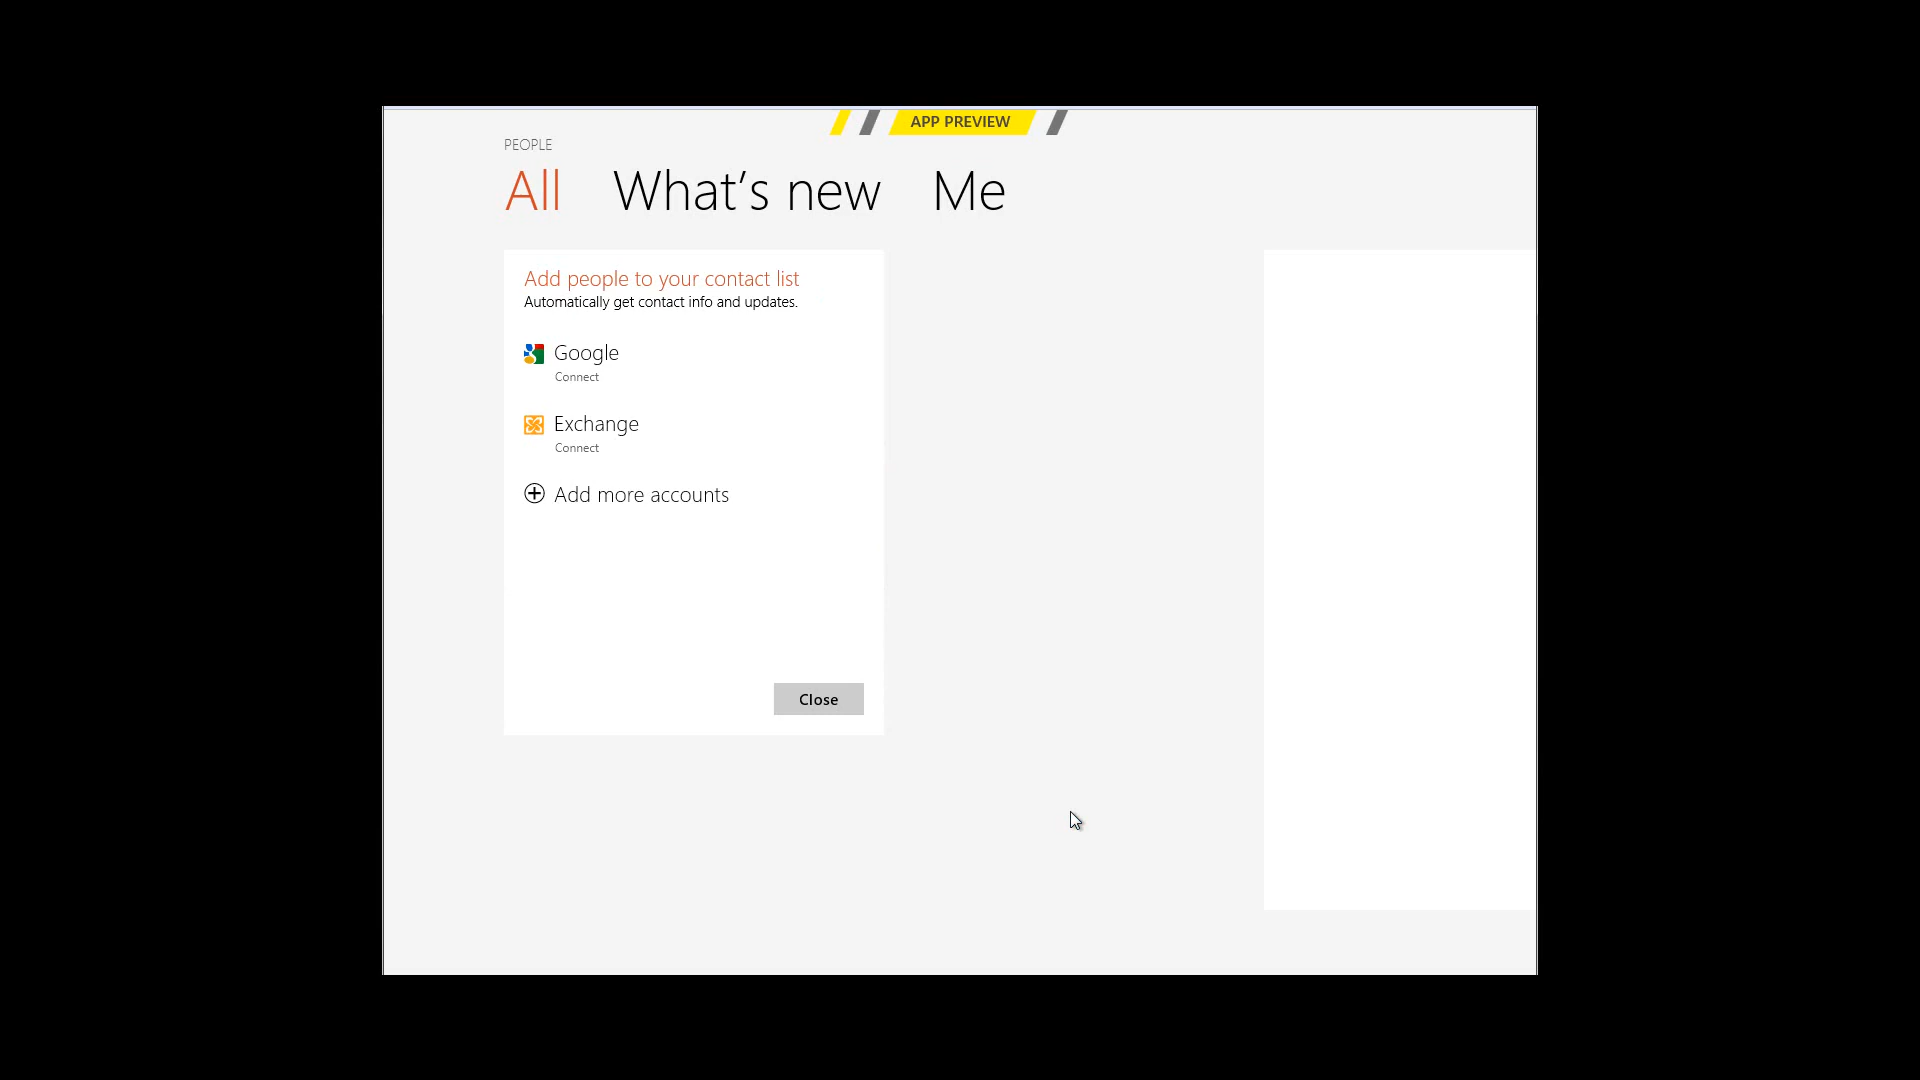 APP PREVIEW
PEOPLE
All What’s new Me
Add people to your contact list
Automatically get contact info and updates.
Google
Connect
Exchange
Connect
Add more accounts
Close